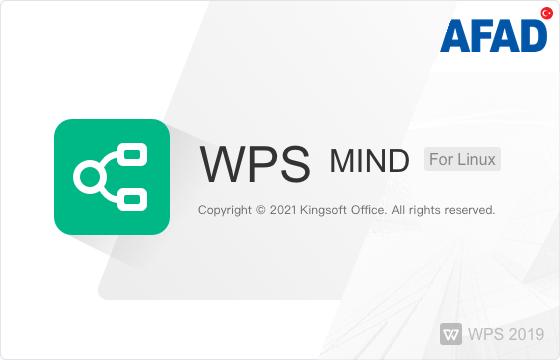 AFAD
WPS MIND For Linux
Copyright © 2021 Kingsoft Office. All rights reserved.
WPS 2019